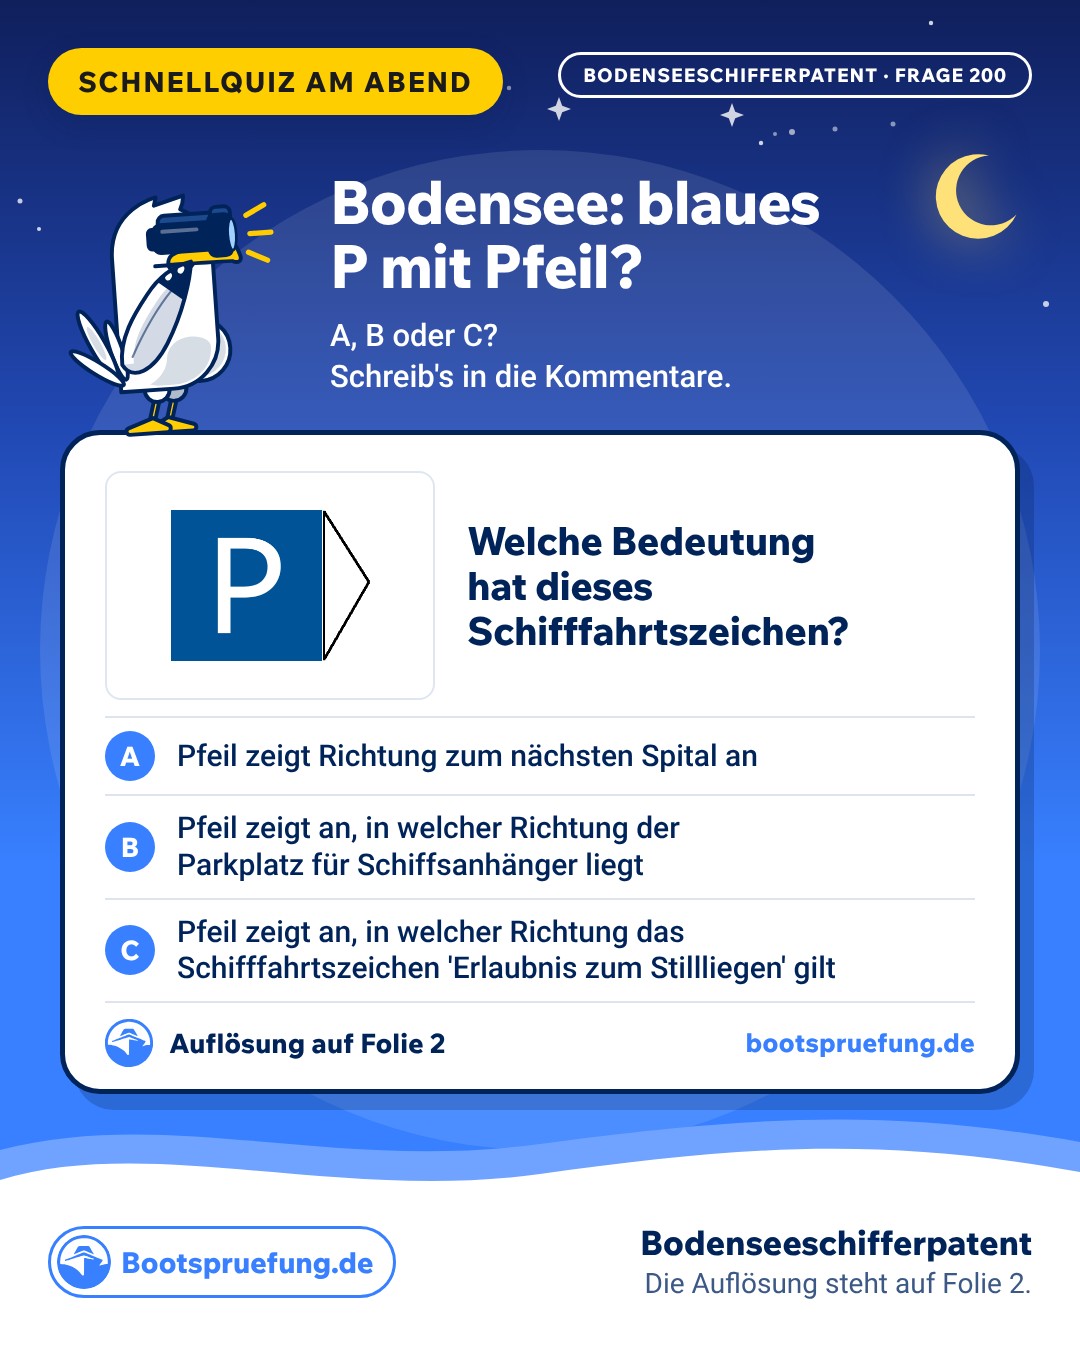 SCHNELLQUIZ AM ABEND
BODENSEESCHIFFERPATENT · FRAGE 200
Bodensee: blaues
P mit Pfeil?
A, B oder C?
Schreib's in die Kommentare.
P
Welche Bedeutung
hat dieses
Schifffahrtszeichen?
A Pfeil zeigt Richtung zum nächsten Spital an
B Pfeil zeigt an, in welcher Richtung der
Parkplatz für Schiffsanhänger liegt
C Pfeil zeigt an, in welcher Richtung das
Schifffahrtszeichen 'Erlaubnis zum Stillliegen' gilt
Auflösung auf Folie 2
bootspruefung.de
Bootspruefung.de
Bodenseeschifferpatent
Die Auflösung steht auf Folie 2.